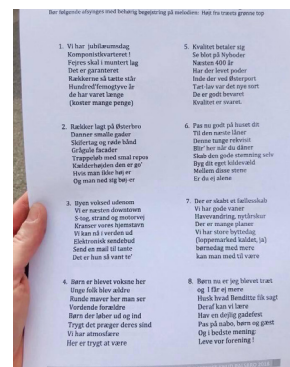 Bør følgende afsynges med behørig begejstring på melodien: Højt fra træets grønne top
1. Vi har jubilæumsdag
Komponistkvarteret !
Fejres skal i muntert lag
Det er garanteret
Rækkerne så tætte står
Hundred'femogtyve år
de har varet længe
(koster mange penge)
2. Rækker lagt på Østerbro
Danner smalle gader
Skifertag og røde bånd
Grågule facader
Trappeløb med smal repos
Kælderhøjden den er go'
Hvis man ikke høj er
Og man ned sig bøj-er
3. Byen voksed udenom
Vi er næsten downtown
S-tog, strand og motorvej
Kranser vores hjemstavn
Vi kan nå i verden ud
Elektronisk sendebud
Send en mail til tante
Det er hun så vant te'
4. Børn er blevet voksne her
Unge folk blev ældre
Runde maver her man ser
Vordende forældre
Børn der løber ud og ind
Trygt det præger deres sind
Vi har atmosfære
Her er trygt at være
5. Kvalitet betaler sig
Se blot på Nyboder
Næsten 400 år
Har der levet poder
Inde der ved Østerport
Tæt-lav var det nye sort
De er godt bevaret
Kvalitet er svaret.
6. Pas nu godt på huset dit
Til den næste låner
Denne tunge rekvisit
Blir' her når du dåner
Skab den gode stemning selv
Byg dit eget kildevæld
Mellem disse stene
Er du ej alene
7. Der er skabt et fællesskab
Vi har gode vaner
Havevandring, nytårskur
Der er mange planer
Vi har store byttedag
(loppemarked kaldet, ja)
børnedag med mere
kan man med til være
8. Børn nu er jeg blevet træt
og I får ej mere
Husk hvad Benditte fik sagt
Deraf kan vi lære
Hav en dejlig gadefest
Pas på nabo, børn og gæst
Og i bedste mening:
Leve vor forening !